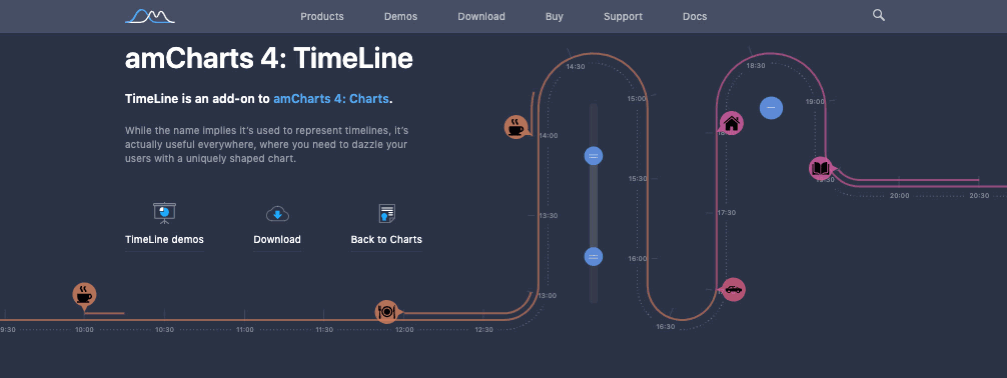 Products Demos Download Buy Support Docs
amCharts 4: TimeLine
TimeLine is an add-on to amCharts 4: Charts.
While the name implies it's used to represent timelines, it's
actually useful everywhere, where you need to dazzle your
users with a uniquely shaped chart.
TimeLine demos Download Back to Charts
9:30 10:00 10:30 11:00 11:30 12:00 12:30
13:00
13:30
14:00
14:30
15:00
15:30
16:00
16:30
17:30
18:30
19:00
20:00 20:30